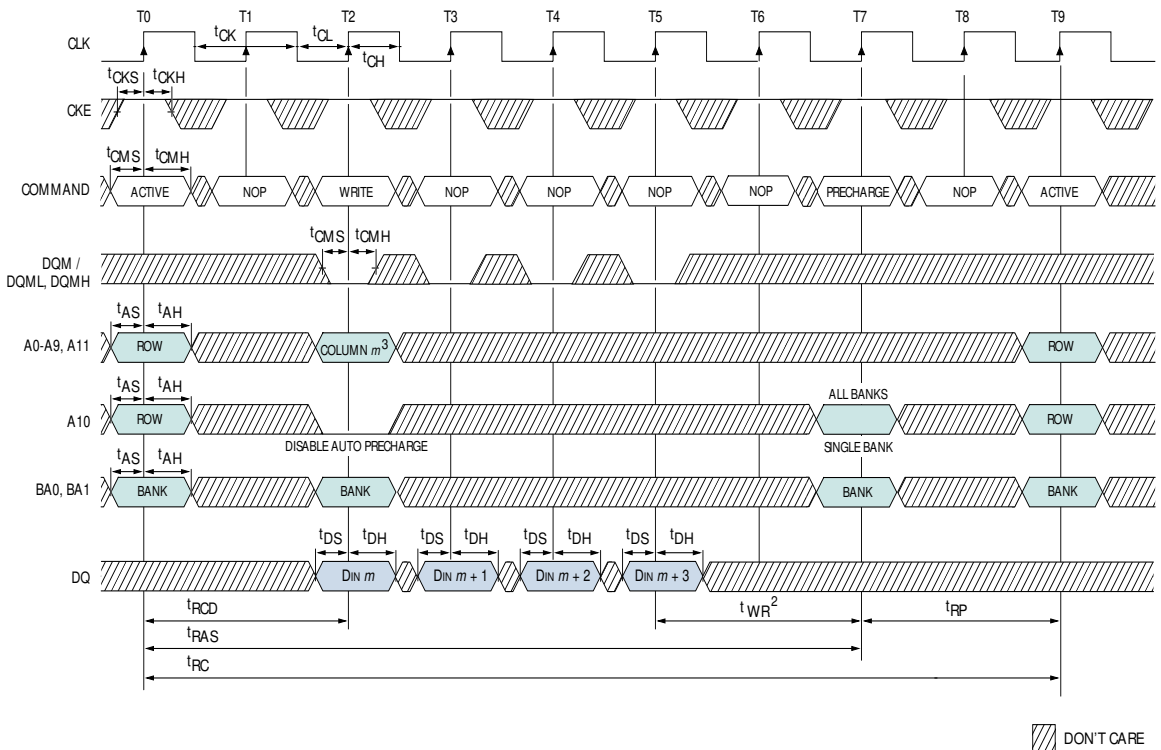 T0 T1 T2 T3 T4 T5 T6 T7 T8 T9
CLK
tCK tCL
tCH
tCKS tCKH
CKE
tCMS tCMH
COMMAND ACTIVE NOP WRITE NOP NOP NOP NOP PRECHARGE NOP ACTIVE
tCMS tCMH
DQM /
DQML, DQMH
tAS tAH
A0-A9, A11 ROW COLUMN m3 ROW
tAS tAH
ALL BANKS
A10 ROW ROW
DISABLE AUTO PRECHARGE SINGLE BANK
tAS tAH
BA0, BA1 BANK BANK BANK BANK
tDS tDH tDS tDH tDS tDH tDS tDH
DQ DIN m DIN m + 1 DIN m + 2 DIN m + 3
tRCD tWR2 tRP
tRAS
tRC
DON'T CARE